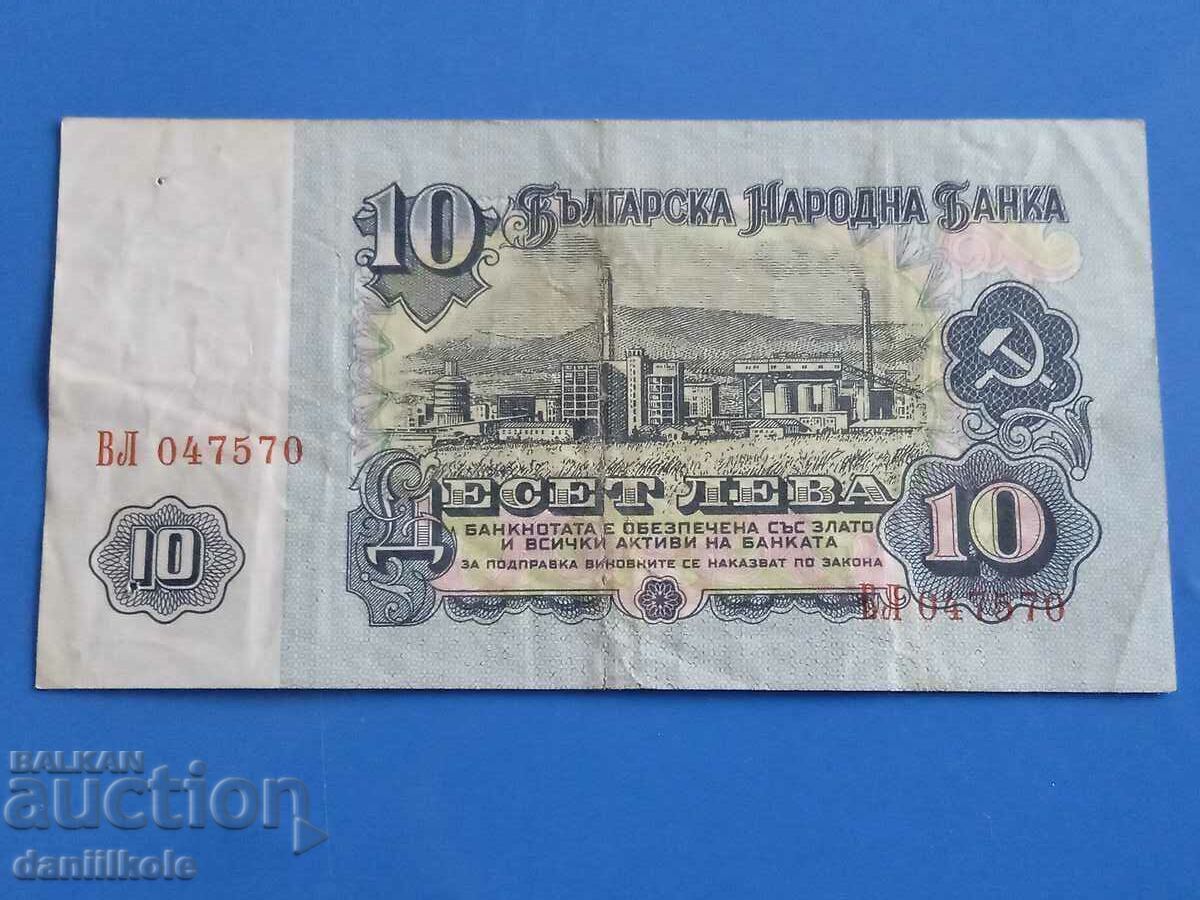 10 БЪЛГАРСКА НАРОДНА БАНКА
ВЛ 047570
10
ДЕСЕТ ЛЕВА
БАНКНОТАТА Е ОБЕЗПЕЧЕНА СЪС ЗЛАТО
И ВСИЧКИ АКТИВИ НА БАНКАТА
ЗА ПОДПРАВКА ВИНОВНИТЕ СЕ НАКАЗВАТ ПО ЗАКОНА
10
ВЛ 047570
BALKAN
auction
daniilkole